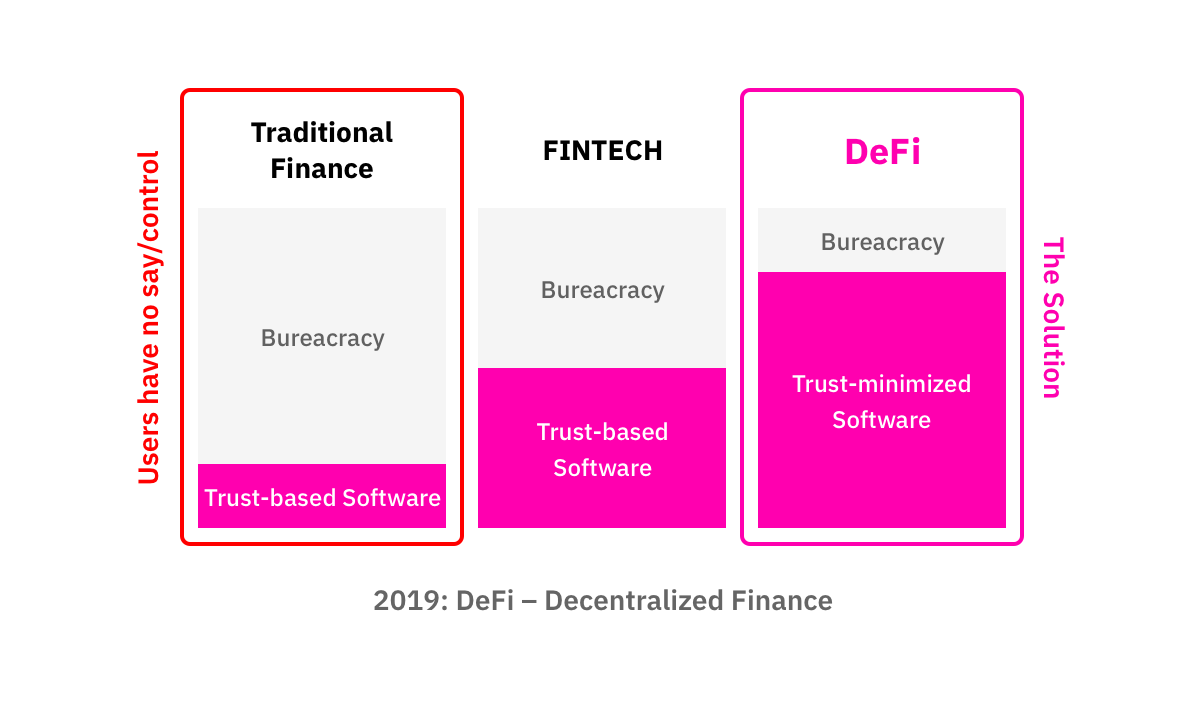 Users have no say/control
Traditional
Finance
Bureacracy
Trust-based Software
FINTECH
Bureacracy
Trust-based
Software
DeFi
Bureacracy
Trust-minimized
Software
The Solution
2019: DeFi – Decentralized Finance